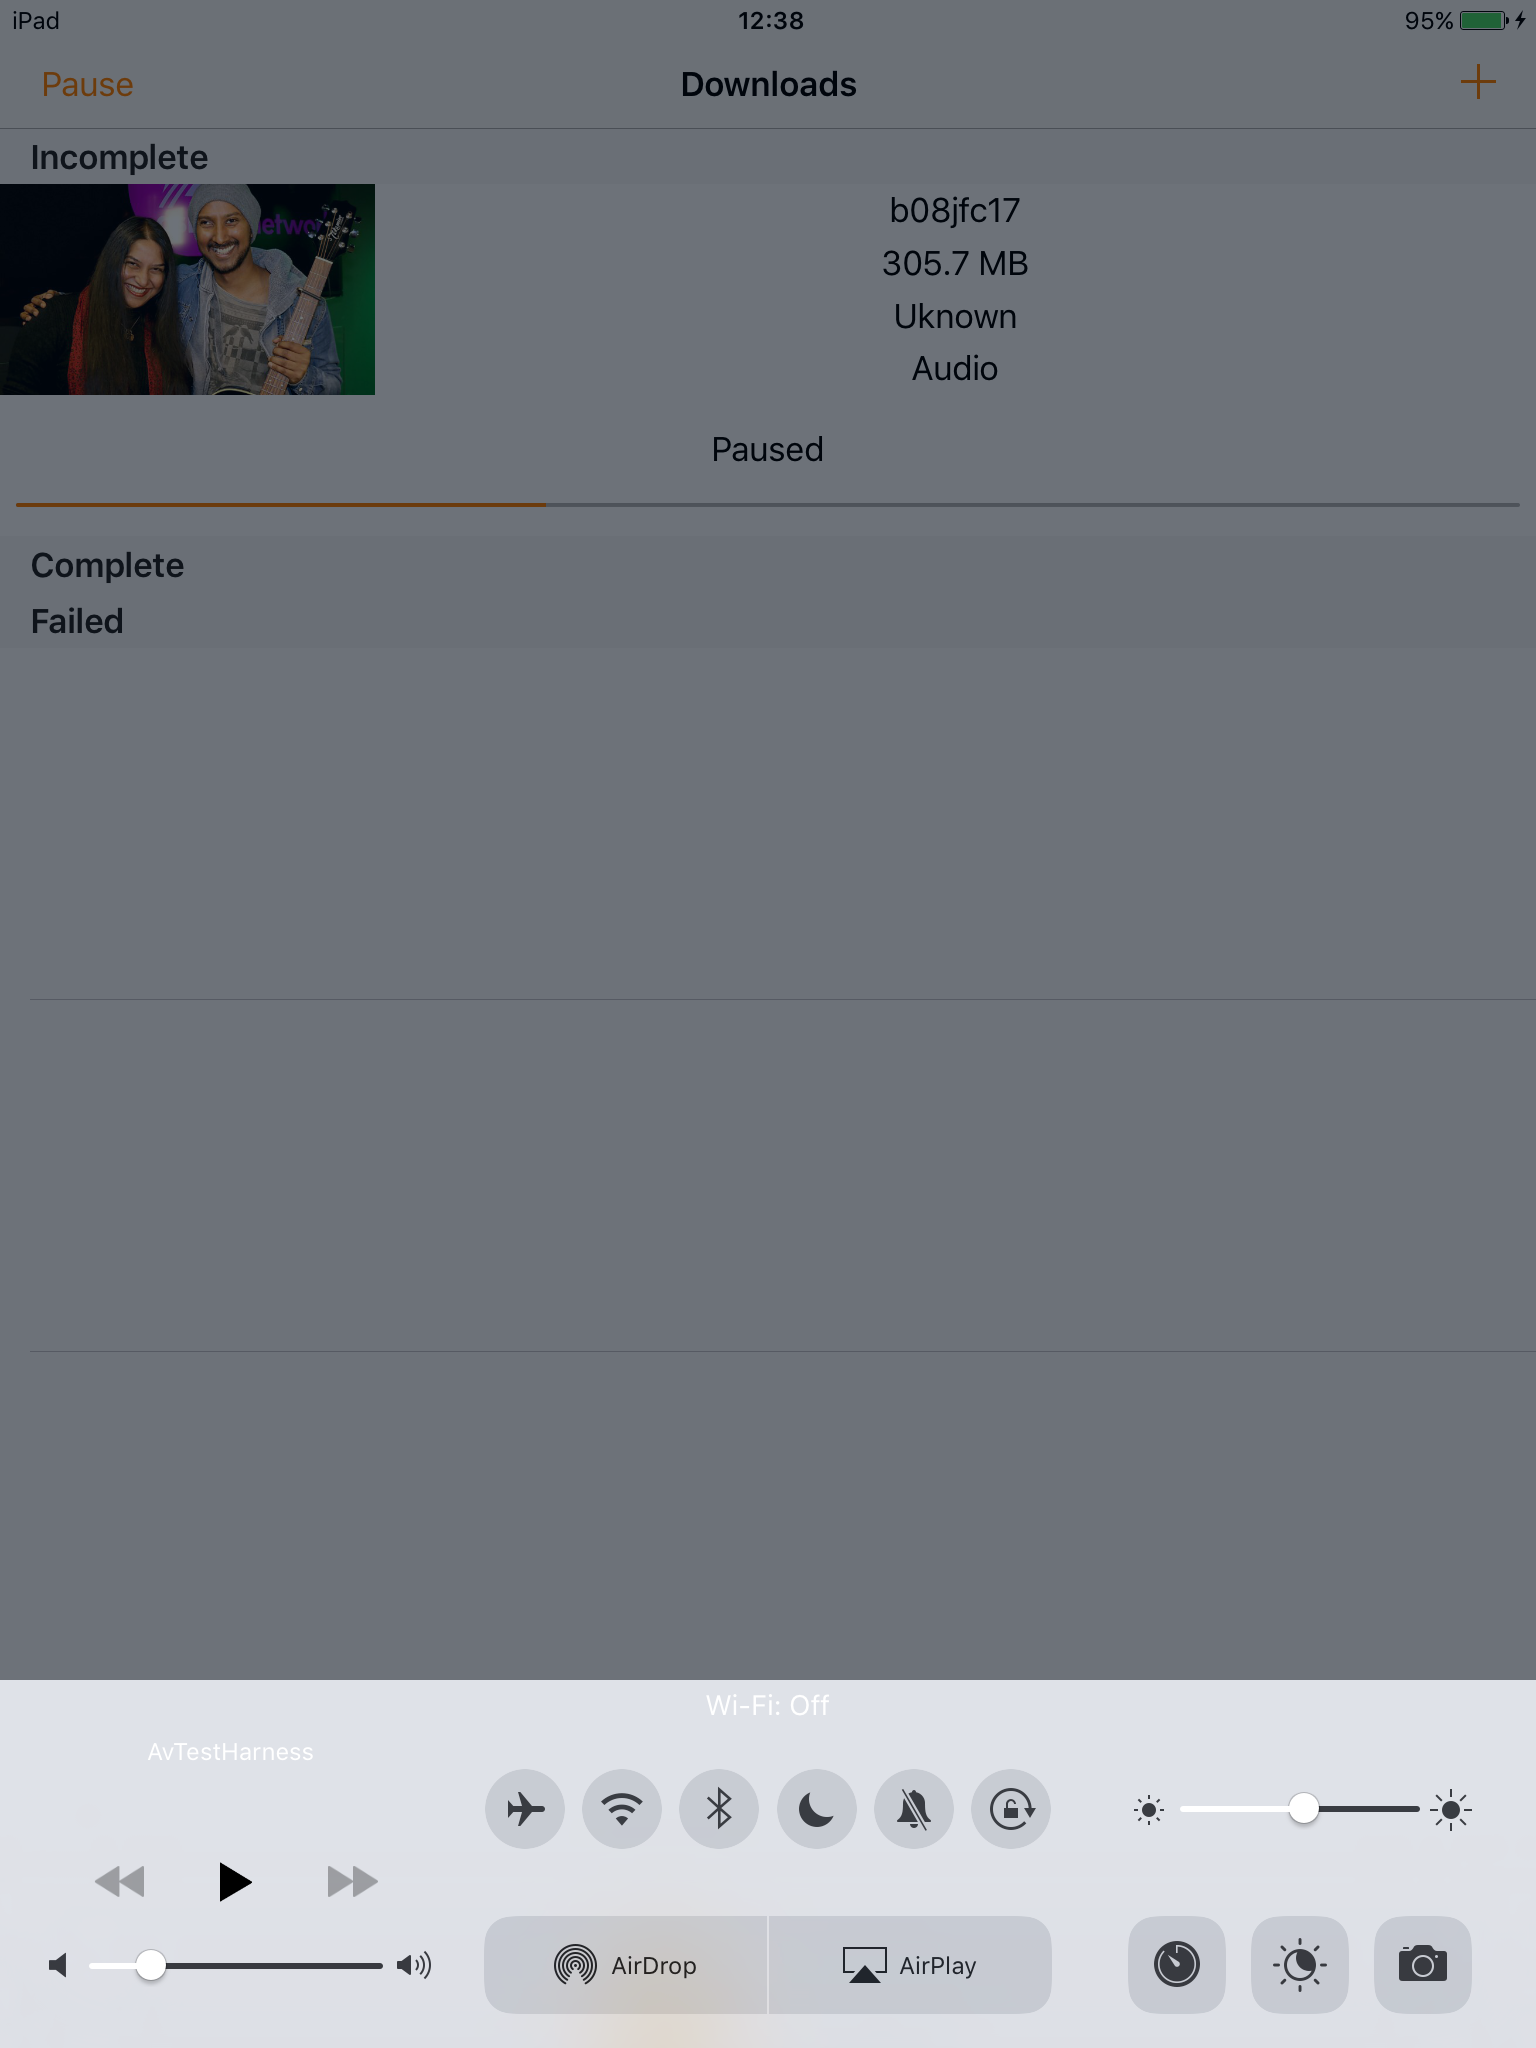 iPad
12:38
95%
Pause
Downloads
Incomplete
b08jfc17
305.7 MB
Uknown
Audio
Paused
Complete
Failed
Wi-Fi: Off
AvTestHarness
AirDrop
AirPlay